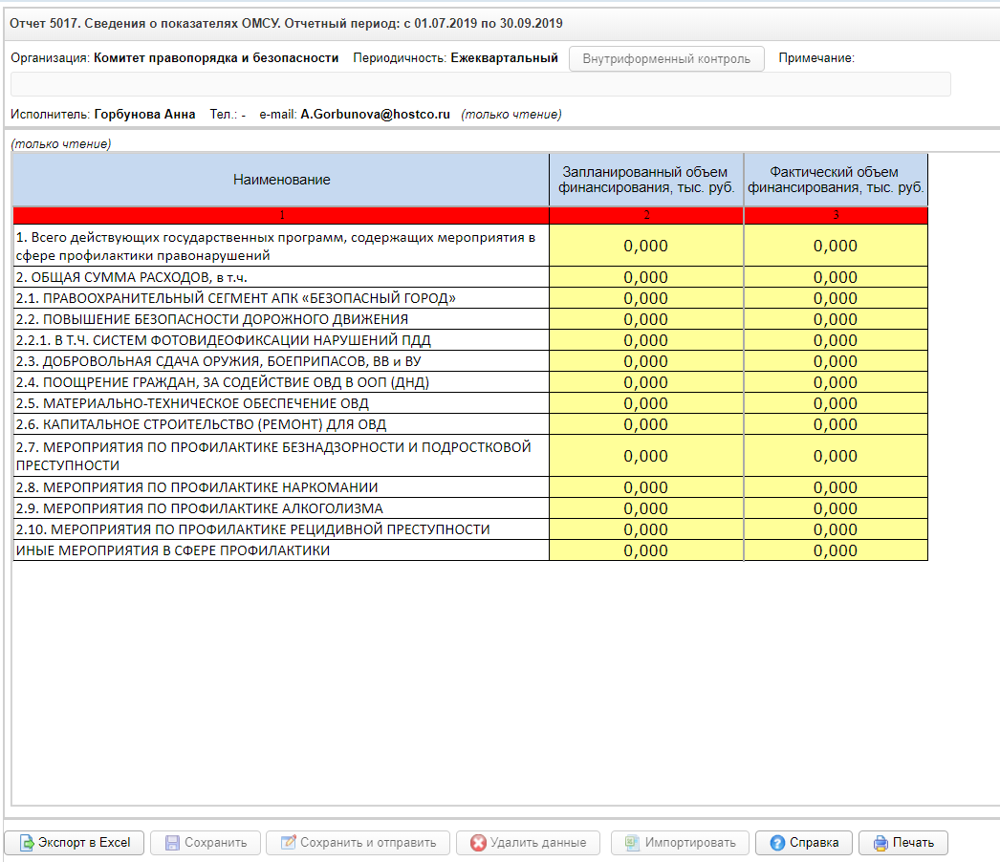 Отчет 5017. Сведения о показателях ОМСУ. Отчетный период: с 01.07.2019 по 30.09.2019
Организация: Комитет правопорядка и безопасности Периодичность: Ежеквартальный Внутриформенный контроль Примечание:
Исполнитель: Горбунова Анна Тел.: - e-mail: A.Gorbunova@hostco.ru (только чтение)
(только чтение)
Наименование
Запланированный объем
финансирования, тыс. руб.
Фактический объем
финансирования, тыс. руб.
1 2 3
1. Всего действующих государственных программ, содержащих мероприятия в
сфере профилактики правонарушений
0,000 0,000
2. ОБЩАЯ СУММА РАСХОДОВ, в т.ч. 0,000 0,000
2.1. ПРАВООХРАНИТЕЛЬНЫЙ СЕГМЕНТ АПК «БЕЗОПАСНЫЙ ГОРОД» 0,000 0,000
2.2. ПОВЫШЕНИЕ БЕЗОПАСНОСТИ ДОРОЖНОГО ДВИЖЕНИЯ 0,000 0,000
2.2.1. В Т.Ч. СИСТЕМ ФОТОВИДЕОФИКСАЦИИ НАРУШЕНИЙ ПДД 0,000 0,000
2.3. ДОБРОВОЛЬНАЯ СДАЧА ОРУЖИЯ, БОЕПРИПАСОВ, ВВ и ВУ 0,000 0,000
2.4. ПООЩРЕНИЕ ГРАЖДАН, ЗА СОДЕЙСТВИЕ ОВД В ООП (ДНД) 0,000 0,000
2.5. МАТЕРИАЛЬНО-ТЕХНИЧЕСКОЕ ОБЕСПЕЧЕНИЕ ОВД 0,000 0,000
2.6. КАПИТАЛЬНОЕ СТРОИТЕЛЬСТВО (РЕМОНТ) ДЛЯ ОВД 0,000 0,000
2.7. МЕРОПРИЯТИЯ ПО ПРОФИЛАКТИКЕ БЕЗНАДЗОРНОСТИ И ПОДРОСТКОВОЙ
ПРЕСТУПНОСТИ
0,000 0,000
2.8. МЕРОПРИЯТИЯ ПО ПРОФИЛАКТИКЕ НАРКОМАНИИ 0,000 0,000
2.9. МЕРОПРИЯТИЯ ПО ПРОФИЛАКТИКЕ АЛКОГОЛИЗМА 0,000 0,000
2.10. МЕРОПРИЯТИЯ ПО ПРОФИЛАКТИКЕ РЕЦИДИВНОЙ ПРЕСТУПНОСТИ 0,000 0,000
ИНЫЕ МЕРОПРИЯТИЯ В СФЕРЕ ПРОФИЛАКТИКИ 0,000 0,000
Экспорт в Excel Сохранить Сохранить и отправить Удалить данные Импортировать Справка Печать